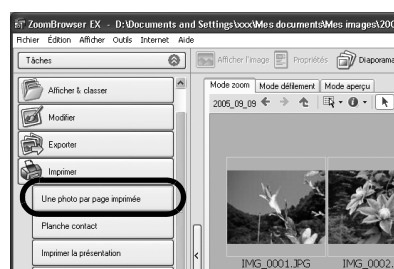 ZoomBrowser EX - D:\Documents and Settings\xxx\Mes documents\Mes images\200
Fichier Édition Afficher Outils Internet Aide
Tâches
Afficher l'image Propriétés Diaporama
Afficher & classer
Mode zoom Mode défilement Mode aperçu
2005_09_09
Modifier
Exporter
Imprimer
Une photo par page imprimée
Planche contact
Imprimer la présentation
IMG_0001.JPG IMG_0002.